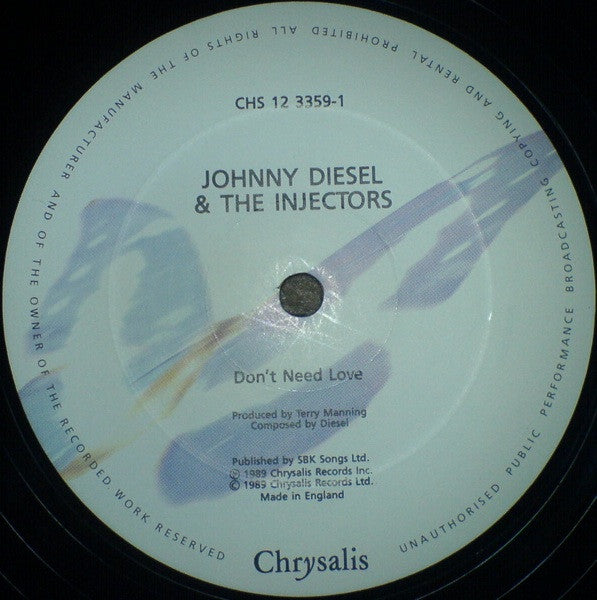 CHS 12 3359-1
JOHNNY DIESEL
& THE INJECTORS
Don't Need Love
Produced by Terry Manning
Composed by Diesel
Published by SBK Songs Ltd.
℗ 1989 Chrysalis Records Inc.
© 1989 Chrysalis Records Ltd.
Made in England
Chrysalis
ALL RIGHTS OF THE MANUFACTURER AND OF THE OWNER OF THE RECORDED WORK RESERVED
UNAUTHORISED PUBLIC PERFORMANCE BROADCASTING COPYING AND RENTAL PROHIBITED